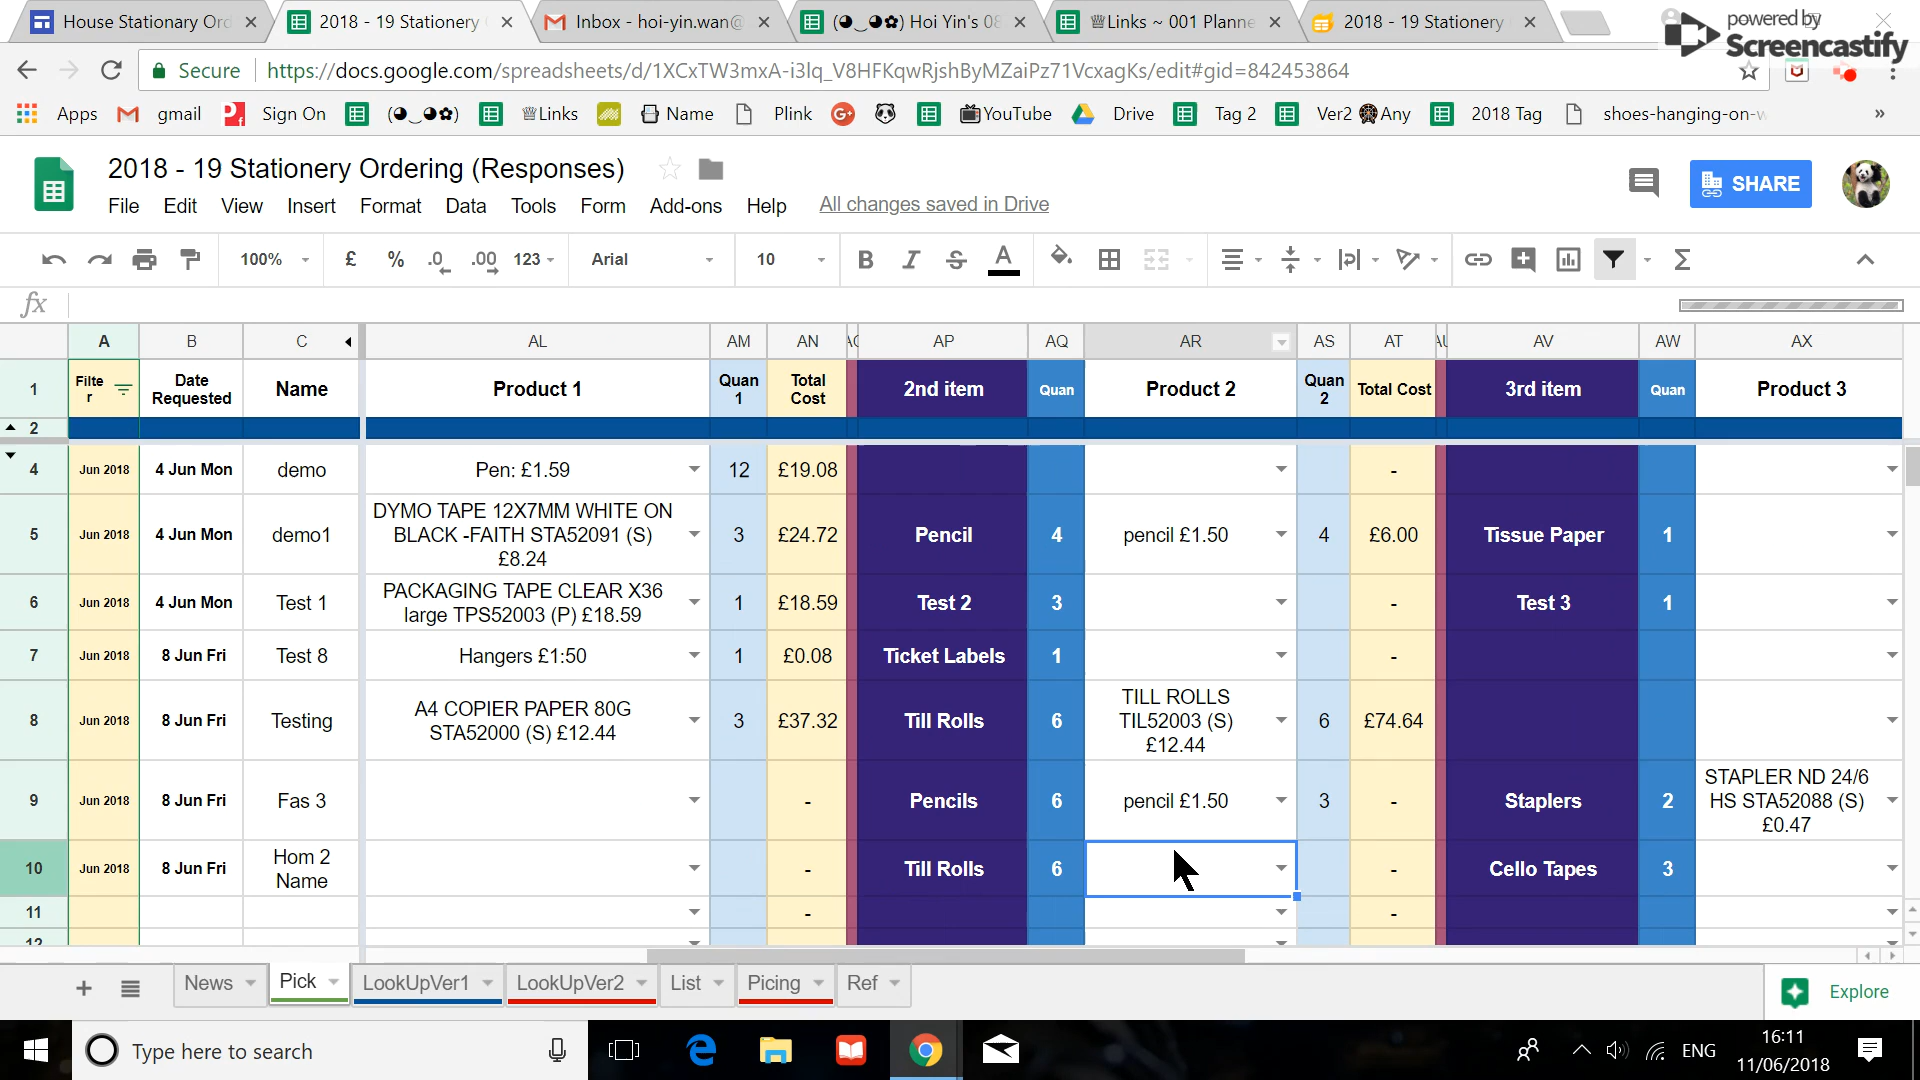 House Stationary Ord
2018 - 19 Stationery
Inbox - hoi-yin.wan@
(◕‿◕✿) Hoi Yin's 08
♕Links ~ 001 Planne
2018 - 19 Stationery
powered by
Screencastify
Secure
https://docs.google.com/spreadsheets/d/1XCxTW3mxA-i3lq_V8HFKqwRjshByMZaiPz71VcxagKs/edit#gid=842453864
Apps
gmail
Sign On
(◕‿◕✿)
♕Links
Name
Plink
YouTube
Drive
Tag 2
Ver2
Any
2018 Tag
shoes-hanging-on-w
»
2018 - 19 Stationery Ordering (Responses)
SHARE
File Edit View Insert Format Data Tools Form Add-ons Help
All changes saved in Drive
100% £ % .0 .00 123 Arial 10 B I S A Σ
fx
A B C AL AM AN AP AQ AR AS AT AV AW AX
1 Filte r Date Requested Name Product 1 Quan 1 Total Cost 2nd item Quan Product 2 Quan 2 Total Cost 3rd item Quan Product 3
2
4 Jun 2018 4 Jun Mon demo Pen: £1.59 12 £19.08 -
5 Jun 2018 4 Jun Mon demo1 DYMO TAPE 12X7MM WHITE ON BLACK -FAITH STA52091 (S) £8.24 3 £24.72 Pencil 4 pencil £1.50 4 £6.00 Tissue Paper 1
6 Jun 2018 4 Jun Mon Test 1 PACKAGING TAPE CLEAR X36 large TPS52003 (P) £18.59 1 £18.59 Test 2 3 - Test 3 1
7 Jun 2018 8 Jun Fri Test 8 Hangers £1:50 1 £0.08 Ticket Labels 1 -
8 Jun 2018 8 Jun Fri Testing A4 COPIER PAPER 80G STA52000 (S) £12.44 3 £37.32 Till Rolls 6 TILL ROLLS TIL52003 (S) £12.44 6 £74.64
9 Jun 2018 8 Jun Fri Fas 3 - Pencils 6 pencil £1.50 3 - Staplers 2 STAPLER ND 24/6 HS STA52088 (S) £0.47
10 Jun 2018 8 Jun Fri Hom 2 Name - Till Rolls 6 - Cello Tapes 3
11 - -
12
News Pick LookUpVer1 LookUpVer2 List Picing Ref
Explore
Type here to search
ENG
16:11
11/06/2018